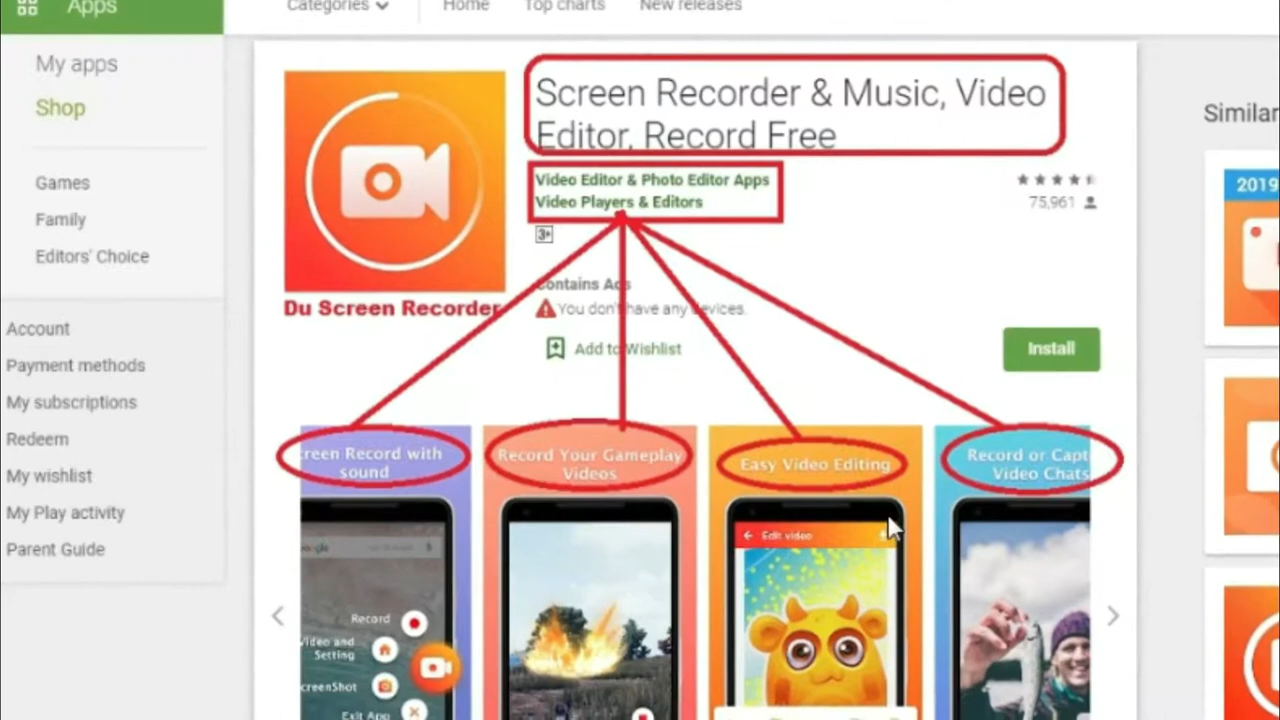 Apps
Categories
Home
Top charts
New releases
My apps
Shop
Games
Family
Editors' Choice
Account
Payment methods
My subscriptions
Redeem
My wishlist
My Play activity
Parent Guide
Screen Recorder & Music, Video
Editor, Record Free
Video Editor & Photo Editor Apps
Video Players & Editors
75,961
3+
Du Screen Recorder
Contains Ads
You don't have any devices.
Add to Wishlist
Install
Similar
2019
creen Record with
sound
Record Your Gameplay
Videos
Easy Video Editing
Record or Capt
Video Chats
Edit video
Record
Video and
Setting
creenShot
Exit App